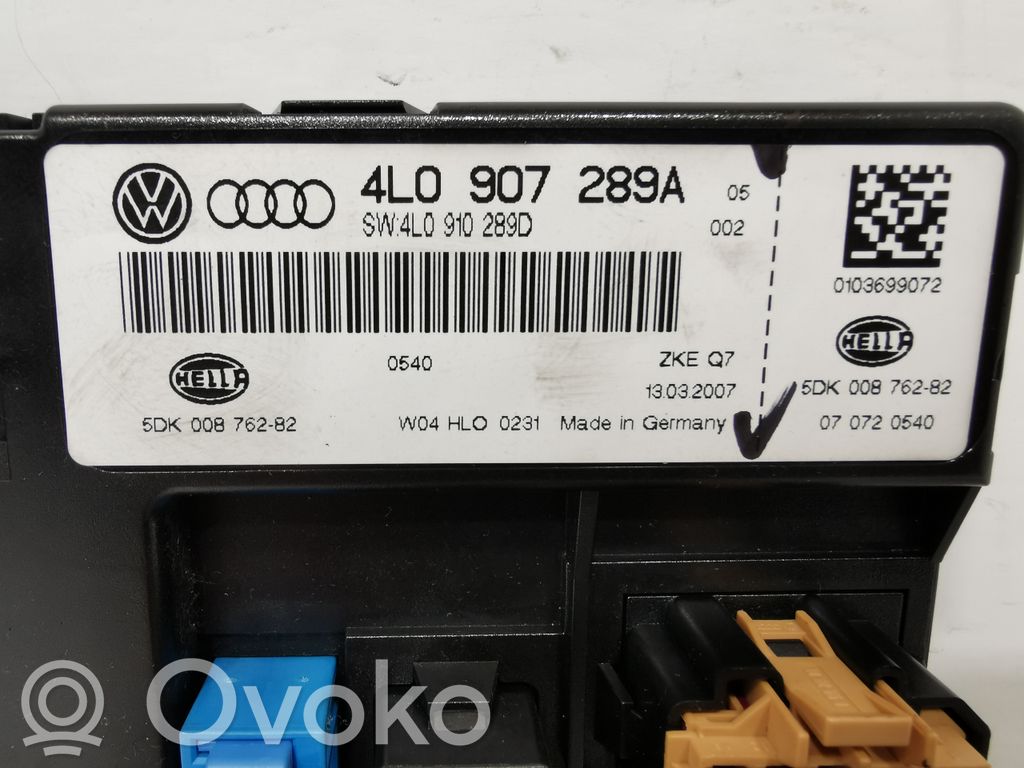 4L0 907 289A
05
SW:4L0 910 289D
002
0103699072
HELLA
0540
ZKE Q7
HELLA
13.03.2007
5DK 008 762-82
5DK 008 762-82
W04 HLO 0231 Made in Germany
07 072 0540
Ovoko